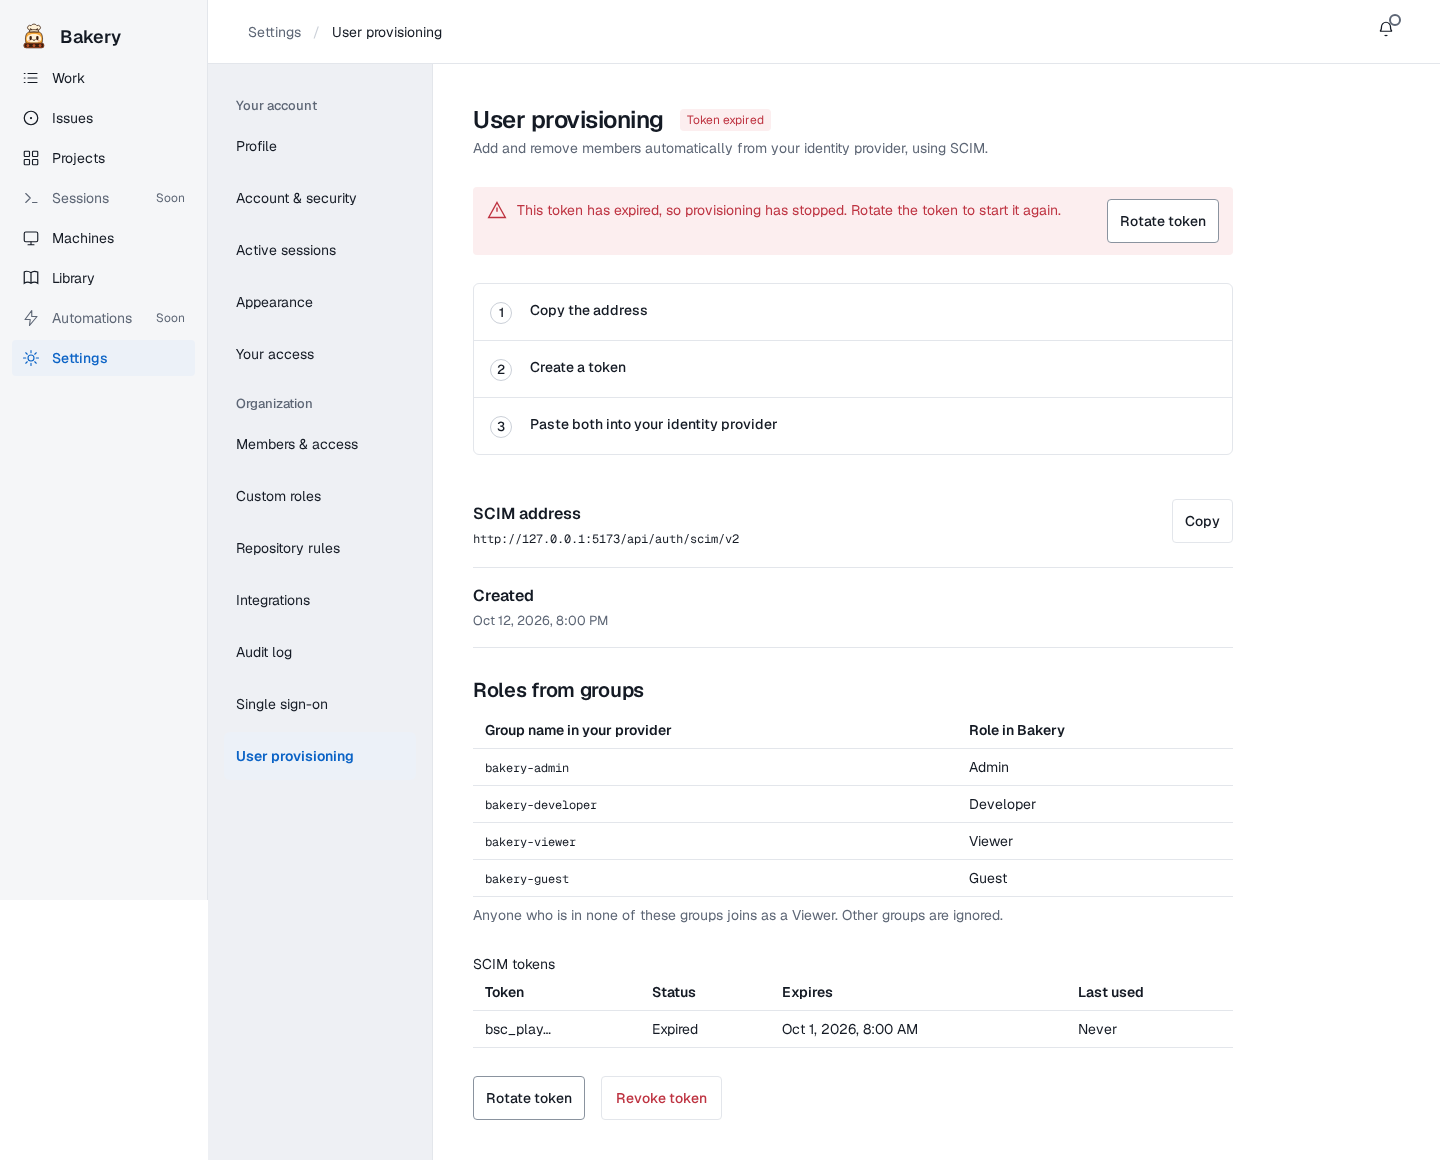 Bakery
Work
Issues
Projects
Sessions Soon
Machines
Library
Automations Soon
Settings
Settings / User provisioning
Your account
Profile
Account & security
Active sessions
Appearance
Your access
Organization
Members & access
Custom roles
Repository rules
Integrations
Audit log
Single sign-on
User provisioning
User provisioning Token expired
Add and remove members automatically from your identity provider, using SCIM.
This token has expired, so provisioning has stopped. Rotate the token to start it again.
Rotate token
1 Copy the address
2 Create a token
3 Paste both into your identity provider
SCIM address
http://127.0.0.1:5173/api/auth/scim/v2
Copy
Created
Oct 12, 2026, 8:00 PM
Roles from groups
Group name in your provider Role in Bakery
bakery-admin Admin
bakery-developer Developer
bakery-viewer Viewer
bakery-guest Guest
Anyone who is in none of these groups joins as a Viewer. Other groups are ignored.
SCIM tokens
Token Status Expires Last used
bsc_play… Expired Oct 1, 2026, 8:00 AM Never
Rotate token Revoke token